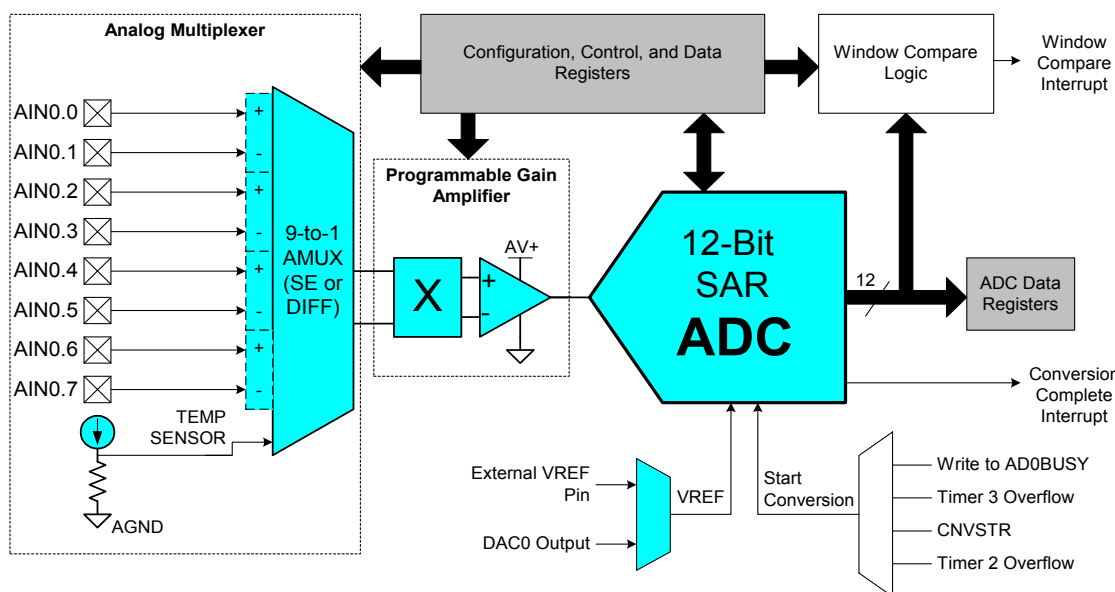 Analog Multiplexer
AIN0.0
AIN0.1
AIN0.2
AIN0.3
AIN0.4
AIN0.5
AIN0.6
AIN0.7
+
-
+
-
+
-
+
-
9-to-1
AMUX
(SE or
DIFF)
TEMP
SENSOR
AGND
Configuration, Control, and Data
Registers
Window Compare
Logic
Window
Compare
Interrupt
Programmable Gain
Amplifier
X
+
-
AV+
12-Bit
SAR
ADC
12
ADC Data
Registers
Conversion
Complete
Interrupt
External VREF
Pin
DAC0 Output
VREF
Start
Conversion
Write to AD0BUSY
Timer 3 Overflow
CNVSTR
Timer 2 Overflow